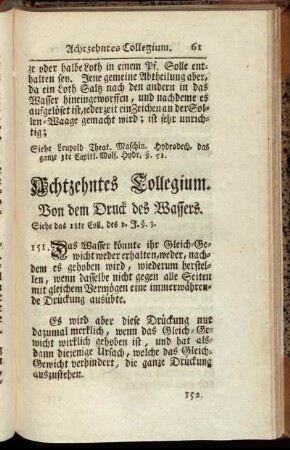 Achtzehntes Collegium. 61
ze oder halbe Loth in einem Pf. Solle ent-
halten sey. Jene gemeine Abtheilung aber,
da ein Loth Saltz nach den andern in das
Wasser hineingeworffen, und nachdeme es
aufgelöset ist, jederzeit ein Zeichen an der Sol-
len-Waage gemacht wird; ist sehr unrich-
tig;
Siehe Leupold Theat. Maschin. Hydrodech. das
ganze 1te Capitl. Wolf. Hydr. §. 51.
Achtzehntes Collegium.
Von dem Druck des Wassers.
Siehe das 12te Coll. des v. J. §. 3.
151. Das Wasser könnte ihr Gleich-Ge-
wicht weder erhalten, weder, nach-
dem es gehoben wird, wiederum herstel-
len, wenn dasselbe nicht gegen alle Seiten
mit gleichem Vermögen eine immerwähren-
de Drückung ausübte.
Es wird aber diese Drückung nur
dazumal merklich, wenn das Gleich-Ge-
wicht wirklich gehoben ist, und hat als-
dann diejenige Ursach, welche das Gleich-
Gewicht verhindert, die ganze Drückung
auszustehen.
152.